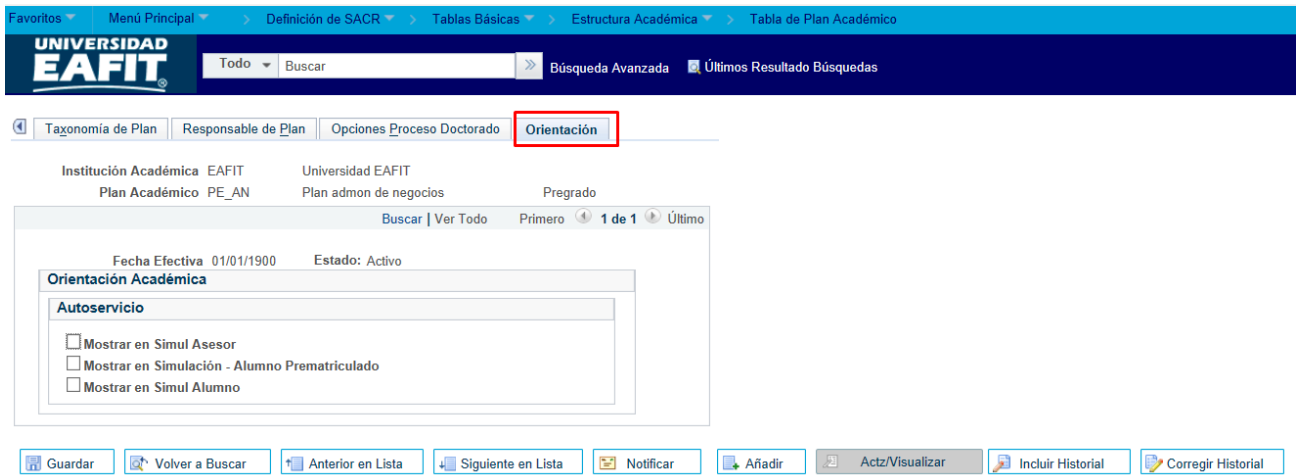 Favoritos Menú Principal > Definición de SACR > Tablas Básicas > Estructura Académica > Tabla de Plan Académico
UNIVERSIDAD
EAFIT®
Todo Buscar » Búsqueda Avanzada Últimos Resultado Búsquedas
Taxonomía de Plan Responsable de Plan Opciones Proceso Doctorado Orientación
Institución Académica EAFIT Universidad EAFIT
Plan Académico PE_AN Plan admon de negocios Pregrado
Buscar | Ver Todo Primero 1 de 1 Último
Fecha Efectiva 01/01/1900 Estado: Activo
Orientación Académica
Autoservicio
Mostrar en Simul Asesor
Mostrar en Simulación - Alumno Prematriculado
Mostrar en Simul Alumno
Guardar Volver a Buscar Anterior en Lista Siguiente en Lista Notificar Añadir Actz/Visualizar Incluir Historial Corregir Historial